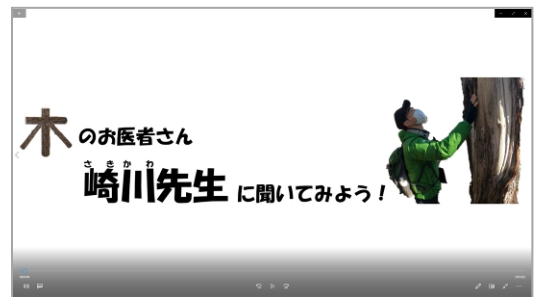 木のお医者さん
さきかわ
崎川先生に聞いてみよう！